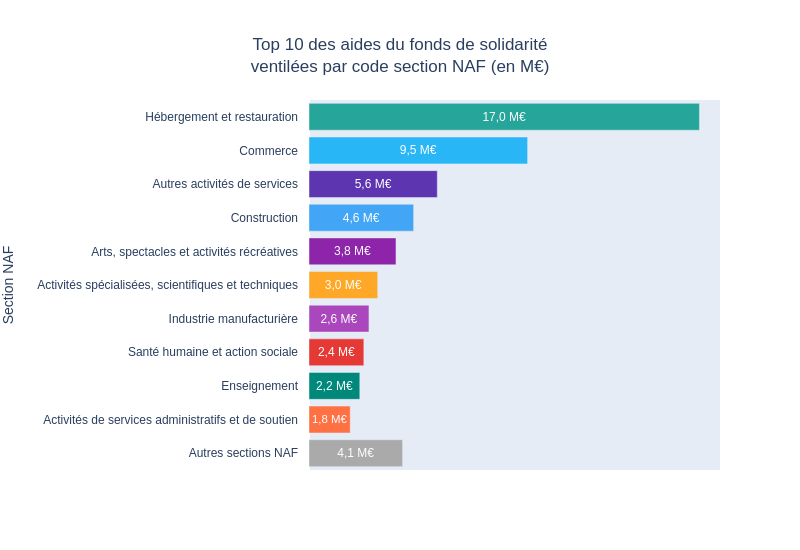 Top 10 des aides du fonds de solidarité
ventilées par code section NAF (en M€)
Section NAF
Hébergement et restauration 17,0 M€
Commerce 9,5 M€
Autres activités de services 5,6 M€
Construction 4,6 M€
Arts, spectacles et activités récréatives 3,8 M€
Activités spécialisées, scientifiques et techniques 3,0 M€
Industrie manufacturière 2,6 M€
Santé humaine et action sociale 2,4 M€
Enseignement 2,2 M€
Activités de services administratifs et de soutien 1,8 M€
Autres sections NAF 4,1 M€